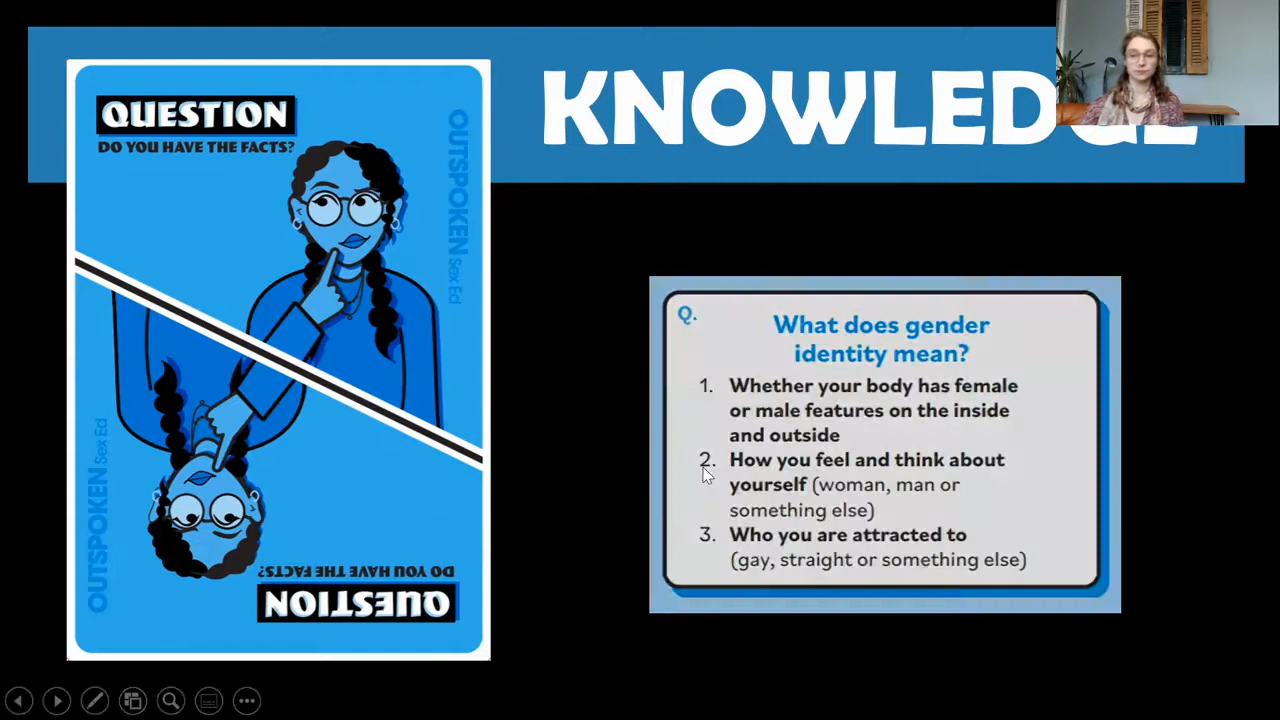 KNOWLEDGE
QUESTION
DO YOU HAVE THE FACTS?
OUTSPOKEN Sex Ed
OUTSPOKEN Sex Ed
DO YOU HAVE THE FACTS?
QUESTION
Q.
What does gender
identity mean?
1. Whether your body has female
or male features on the inside
and outside
2. How you feel and think about
yourself (woman, man or
something else)
3. Who you are attracted to
(gay, straight or something else)